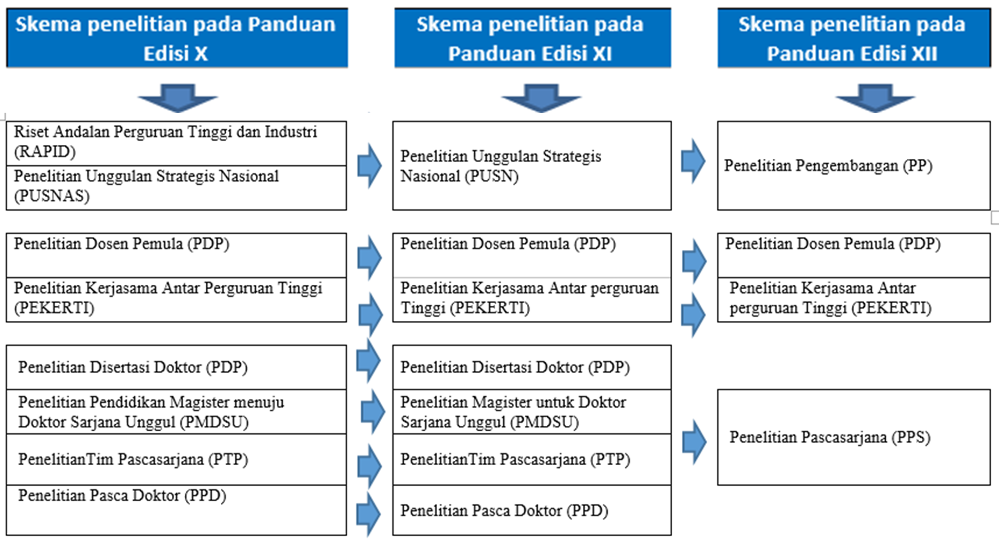 Skema penelitian pada Panduan
Edisi X
Skema penelitian pada
Panduan Edisi XI
Skema penelitian pada
Panduan Edisi XII
Riset Andalan Perguruan Tinggi dan Industri
(RAPID)
Penelitian Unggulan Strategis Nasional
(PUSNAS)
Penelitian Unggulan Strategis
Nasional (PUSN)
Penelitian Pengembangan (PP)
Penelitian Dosen Pemula (PDP)
Penelitian Dosen Pemula (PDP)
Penelitian Dosen Pemula (PDP)
Penelitian Kerjasama Antar Perguruan Tinggi
(PEKERTI)
Penelitian Kerjasama Antar perguruan
Tinggi (PEKERTI)
Penelitian Kerjasama Antar
perguruan Tinggi (PEKERTI)
Penelitian Disertasi Doktor (PDP)
Penelitian Disertasi Doktor (PDP)
Penelitian Pendidikan Magister menuju
Doktor Sarjana Unggul (PMDSU)
Penelitian Magister untuk Doktor
Sarjana Unggul (PMDSU)
PenelitianTim Pascasarjana (PTP)
PenelitianTim Pascasarjana (PTP)
Penelitian Pascasarjana (PPS)
Penelitian Pasca Doktor (PPD)
Penelitian Pasca Doktor (PPD)